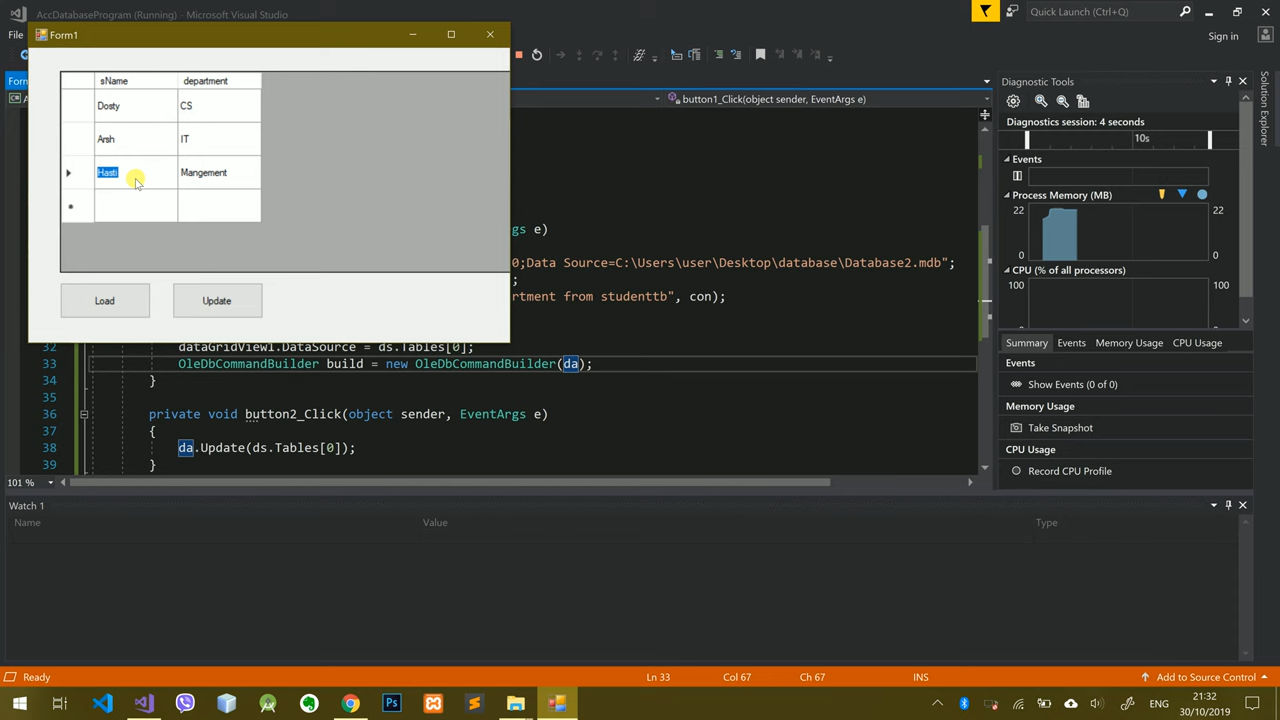 AccDatabaseProgram (Running) - Microsoft Visual Studio
Quick Launch (Ctrl+Q)
File
Sign in
Form1
sName department
Dosty CS
Arsh IT
Hasti Mangement
*
Load Update
button1_Click(object sender, EventArgs e)
gs e)
0;Data Source=C:\Users\user\Desktop\database\Database2.mdb";
;
rtment from studenttb", con);
32 dataGridView1.DataSource = ds.Tables[0];
33 OleDbCommandBuilder build = new OleDbCommandBuilder(da);
34 }
35
36 private void button2_Click(object sender, EventArgs e)
37 {
38 da.Update(ds.Tables[0]);
39 }
101 %
Diagnostic Tools
Diagnostics session: 4 seconds
10s
Events
Process Memory (MB)
22 22
0 0
CPU (% of all processors)
100 100
0 0
Summary Events Memory Usage CPU Usage
Events
Show Events (0 of 0)
Memory Usage
Take Snapshot
CPU Usage
Record CPU Profile
Solution Explorer
Watch 1
Name Value Type
Ready Ln 33 Col 67 Ch 67 INS Add to Source Control
Ps
ENG
21:32
30/10/2019